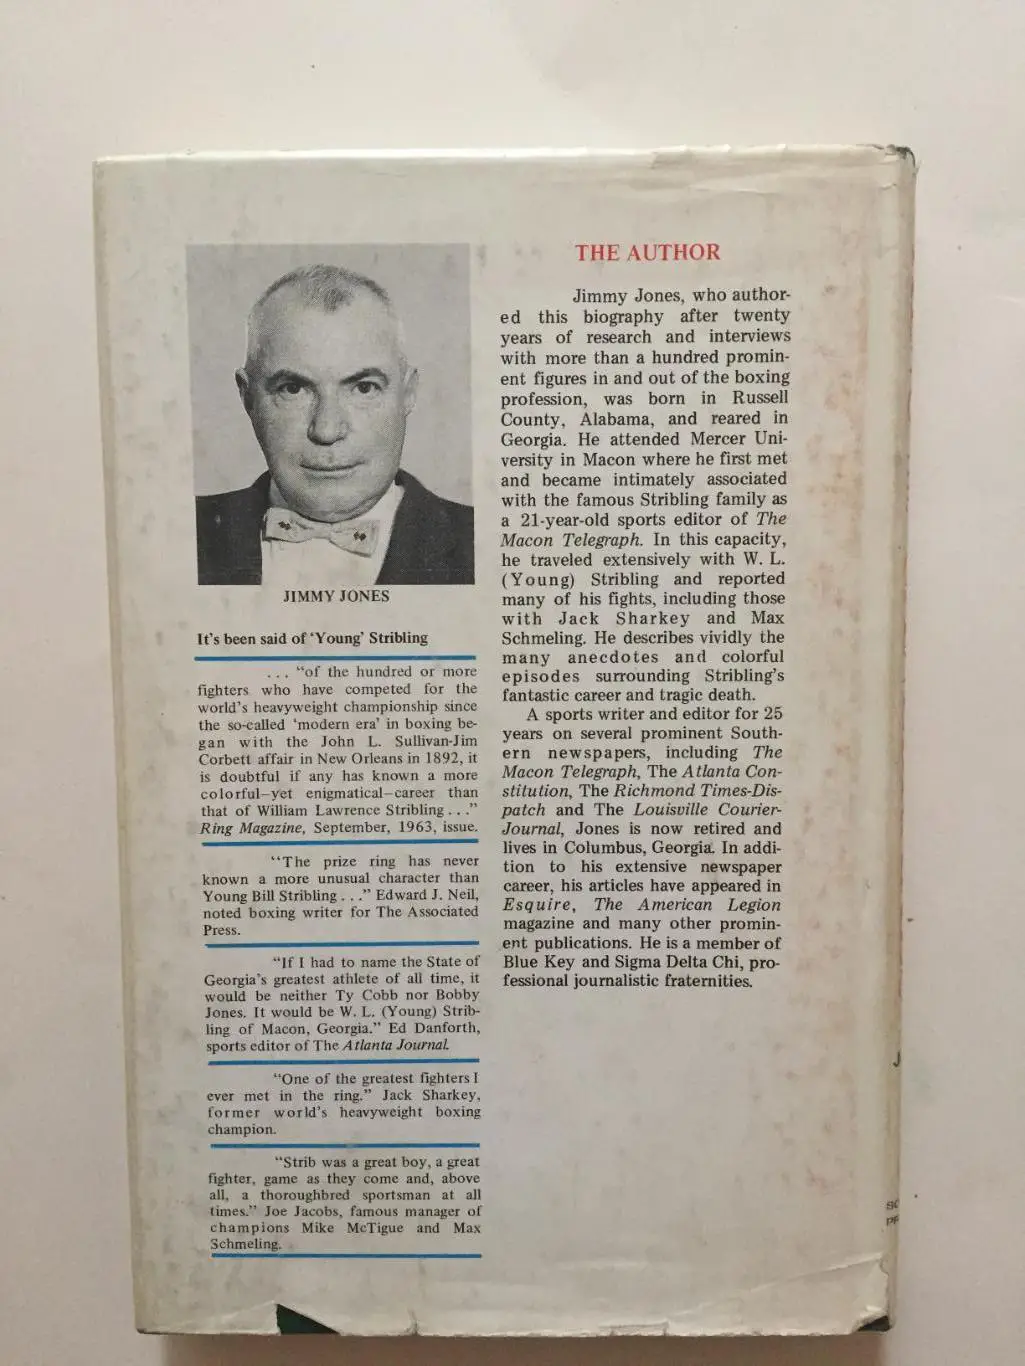 JIMMY JONES
It's been said of 'Young' Stribling
. . . "of the hundred or more
fighters who have competed for the
world's heavyweight championship since
the so-called 'modern era' in boxing be-
gan with the John L. Sullivan-Jim
Corbett affair in New Orleans in 1892, it
is doubtful if any has known a more
colorful—yet enigmatical—career than
that of William Lawrence Stribling . . ."
Ring Magazine, September, 1963, issue.
"The prize ring has never
known a more unusual character than
Young Bill Stribling . . ." Edward J. Neil,
noted boxing writer for The Associated
Press.
"If I had to name the State of
Georgia's greatest athlete of all time, it
would be neither Ty Cobb nor Bobby
Jones. It would be W. L. (Young) Strib-
ling of Macon, Georgia." Ed Danforth,
sports editor of The Atlanta Journal.
"One of the greatest fighters I
ever met in the ring." Jack Sharkey,
former world's heavyweight boxing
champion.
"Strib was a great boy, a great
fighter, game as they come and, above
all, a thoroughbred sportsman at all
times." Joe Jacobs, famous manager of
champions Mike McTigue and Max
Schmeling.
THE AUTHOR
Jimmy Jones, who author-
ed this biography after twenty
years of research and interviews
with more than a hundred promin-
ent figures in and out of the boxing
profession, was born in Russell
County, Alabama, and reared in
Georgia. He attended Mercer Uni-
versity in Macon where he first met
and became intimately associated
with the famous Stribling family as
a 21-year-old sports editor of The
Macon Telegraph. In this capacity,
he traveled extensively with W. L.
(Young) Stribling and reported
many of his fights, including those
with Jack Sharkey and Max
Schmeling. He describes vividly the
many anecdotes and colorful
episodes surrounding Stribling's
fantastic career and tragic death.
A sports writer and editor for 25
years on several prominent South-
ern newspapers, including The
Macon Telegraph, The Atlanta Con-
stitution, The Richmond Times-Dis-
patch and The Louisville Courier-
Journal, Jones is now retired and
lives in Columbus, Georgia. In addi
tion to his extensive newspaper
career, his articles have appeared in
Esquire, The American Legion
magazine and many other promin-
ent publications. He is a member of
Blue Key and Sigma Delta Chi, pro-
fessional journalistic fraternities.
J